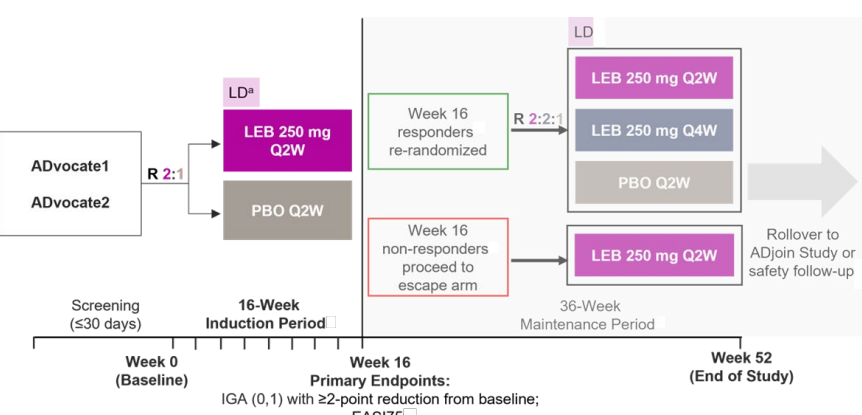 LD
LDᵃ
LEB 250 mg
Q2W
PBO Q2W
ADvocate1
ADvocate2
R 2:1
Week 16
responders
re-randomized
R 2:2:1
LEB 250 mg Q2W
LEB 250 mg Q4W
PBO Q2W
Week 16
non-responders
proceed to
escape arm
LEB 250 mg Q2W
Rollover to
ADjoin Study or
safety follow-up
Screening
(≤30 days)
16-Week
Induction Period
36-Week
Maintenance Period
Week 0
(Baseline)
Week 16
Primary Endpoints:
IGA (0,1) with ≥2-point reduction from baseline;
EASI75
Week 52
(End of Study)